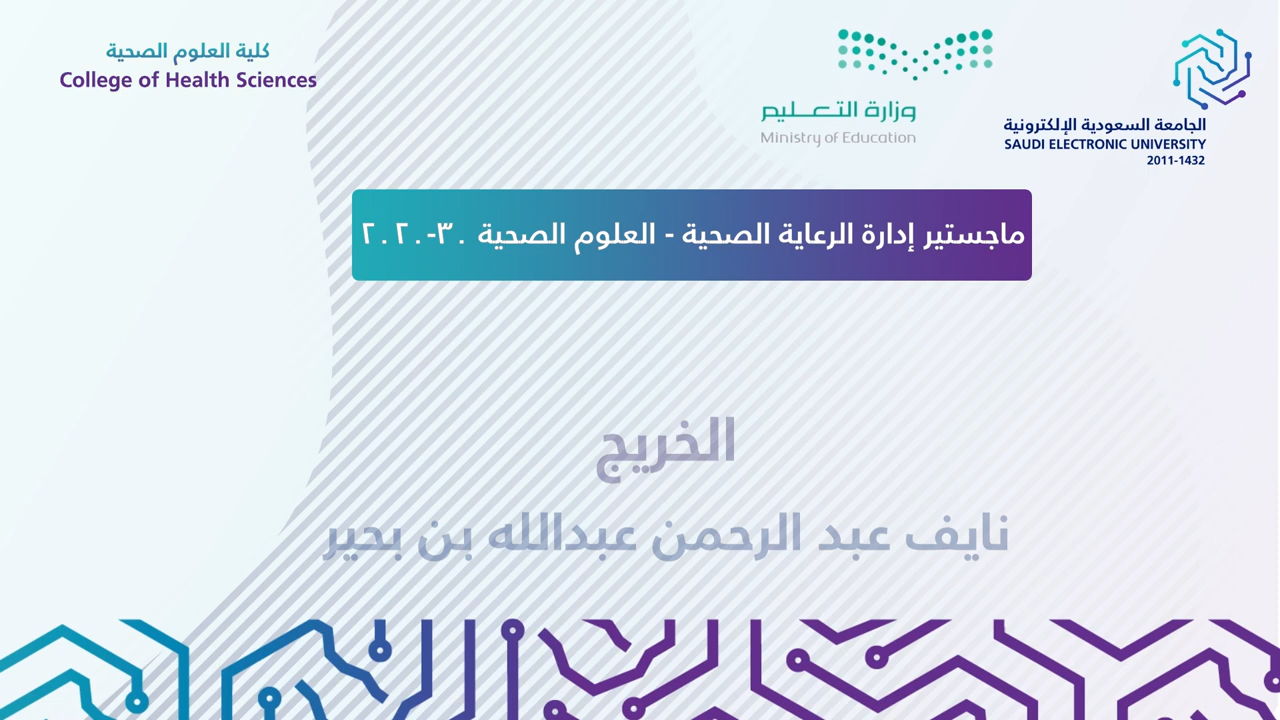 كلية العلوم الصحية
College of Health Sciences
وزارة التعـــليم
Ministry of Education
الجامعة السعودية الإلكترونية
SAUDI ELECTRONIC UNIVERSITY
2011-1432
ماجستير إدارة الرعاية الصحية - العلوم الصحية ٢٠٢٠-٣٠
الخريج
نايف عبد الرحمن عبدالله بن بحير